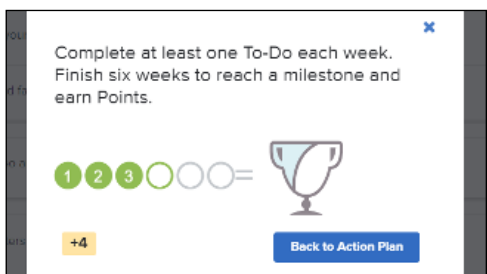 ×
Complete at least one To-Do each week.
Finish six weeks to reach a milestone and
earn Points.
1 2 3 =
+4
Back to Action Plan